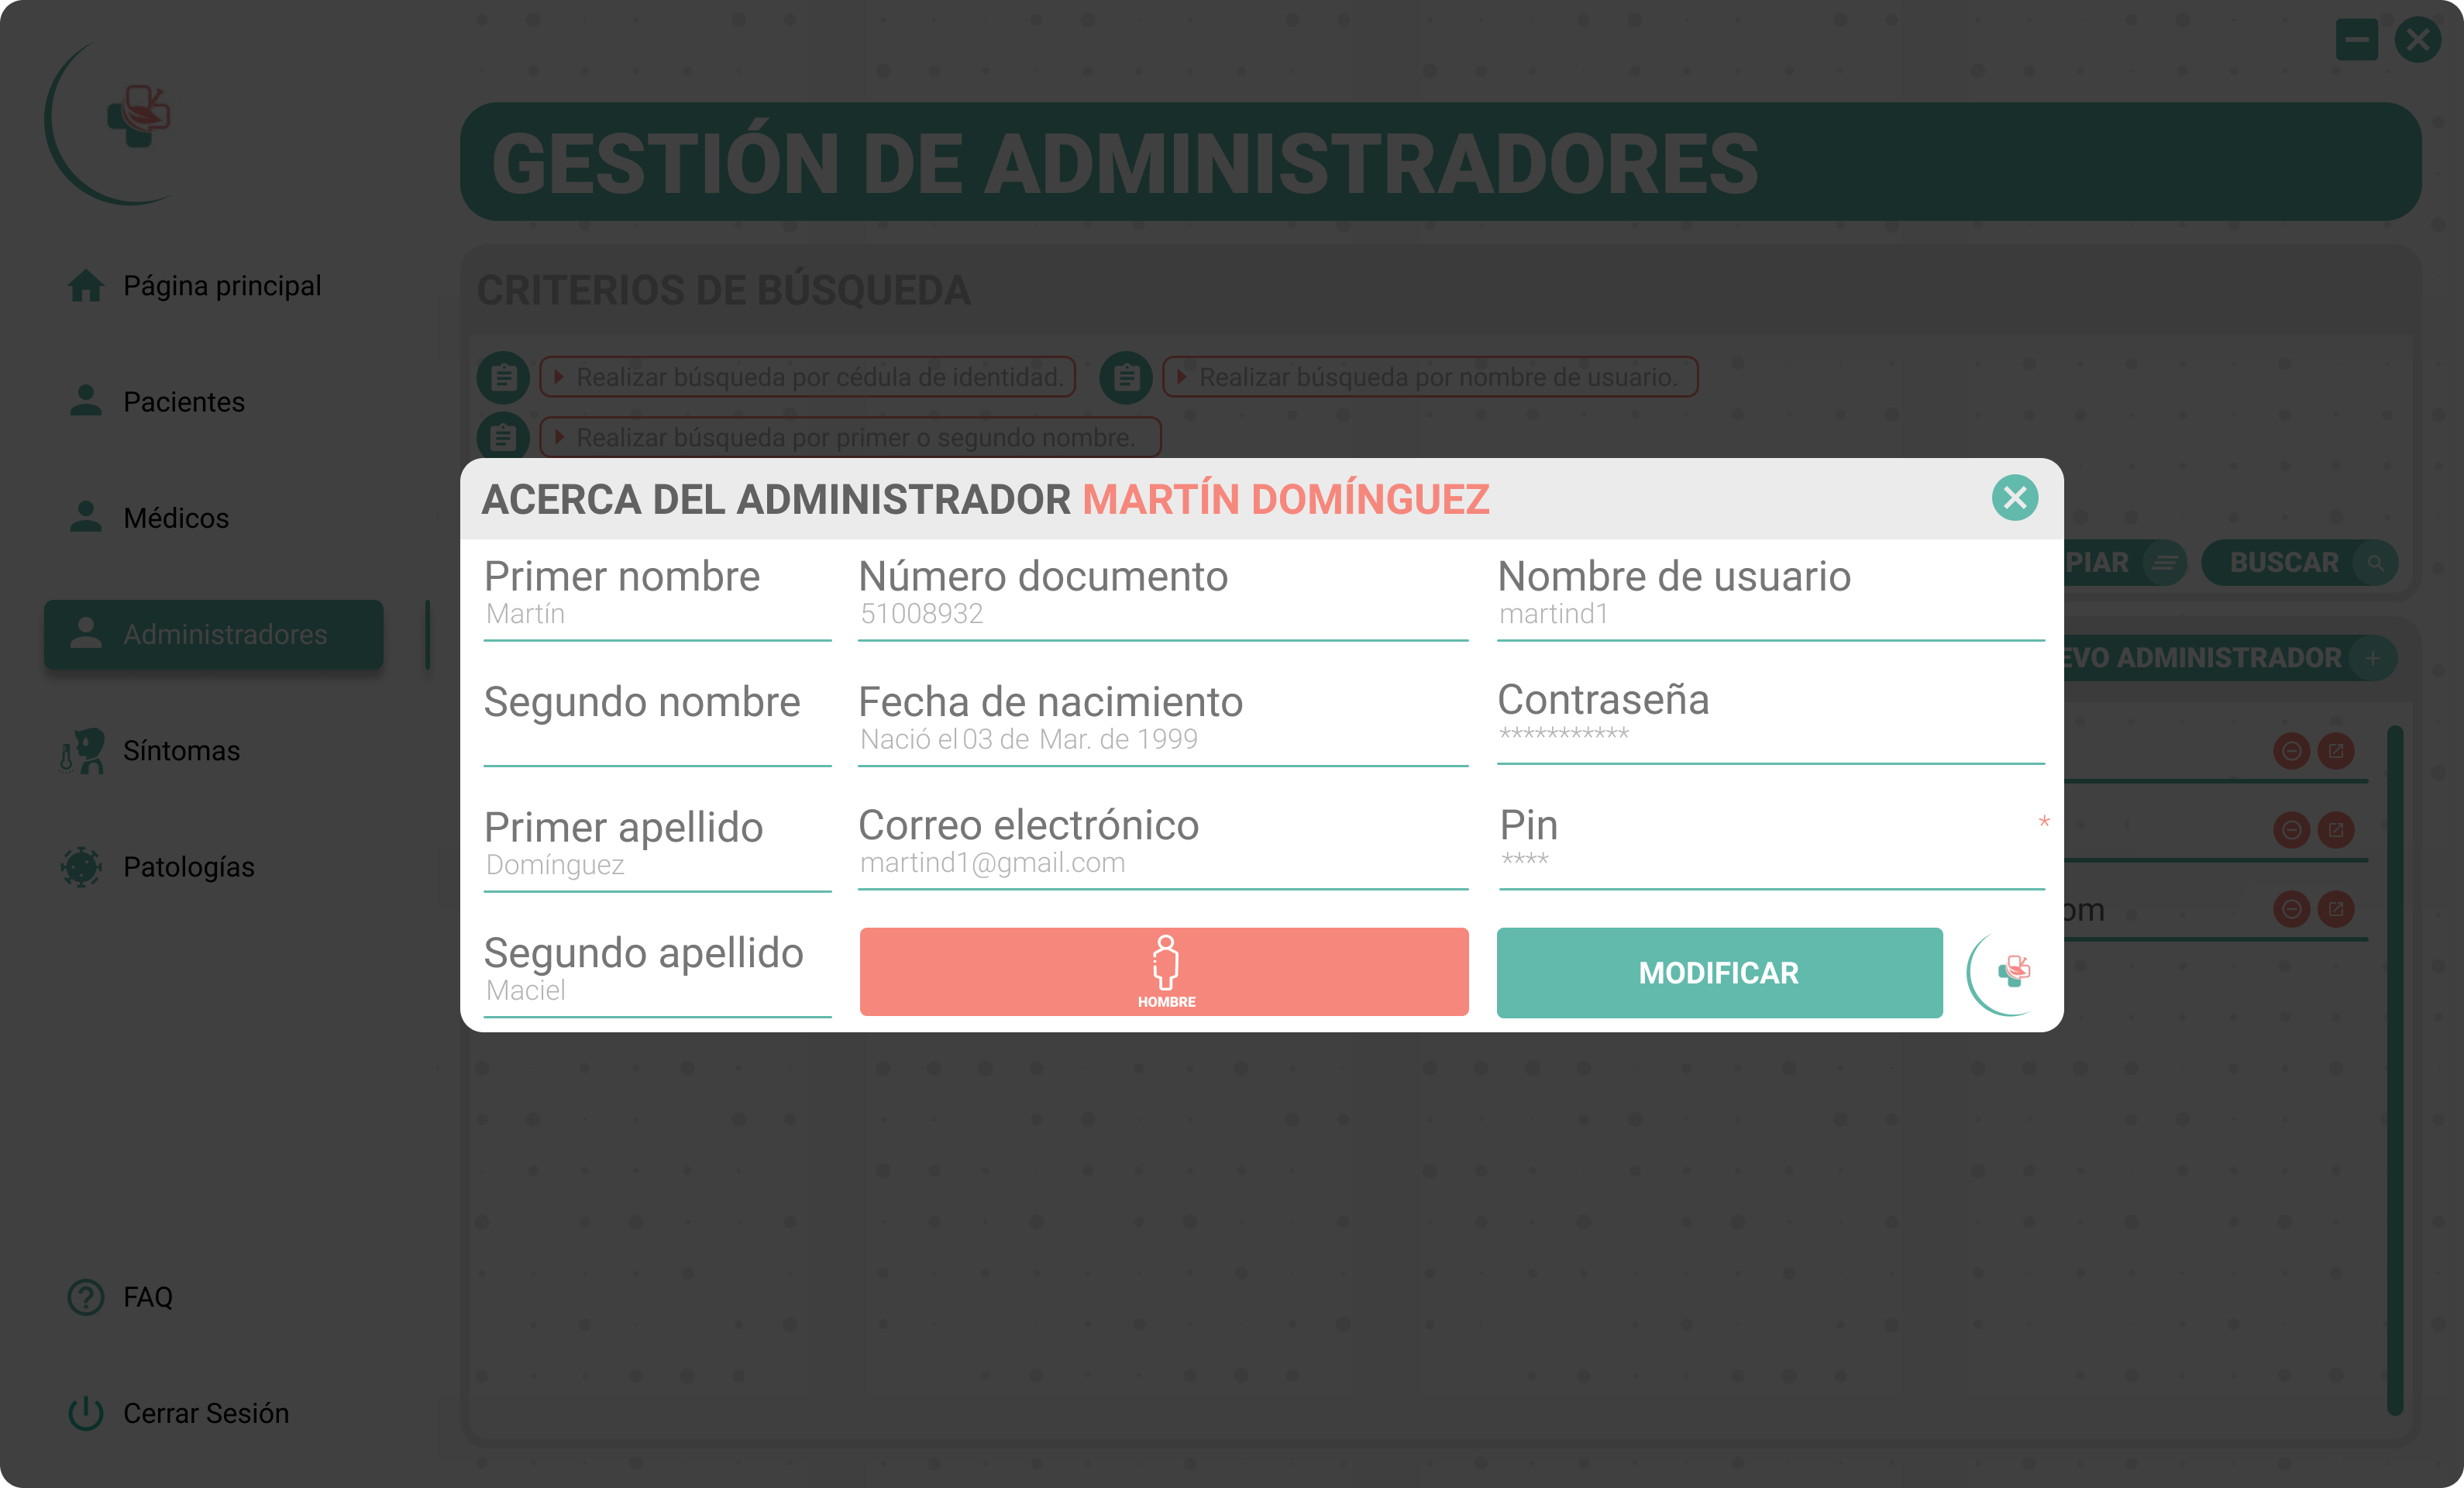 GESTIÓN DE ADMINISTRADORES
Página principal
Pacientes
Médicos
Administradores
Síntomas
Patologías
FAQ
Cerrar Sesión
CRITERIOS DE BÚSQUEDA
Realizar búsqueda por cédula de identidad.
Realizar búsqueda por nombre de usuario.
Realizar búsqueda por primer o segundo nombre.
PIAR
BUSCAR
EVO ADMINISTRADOR
om
ACERCA DEL ADMINISTRADOR MARTÍN DOMÍNGUEZ
Primer nombre
Martín
Número documento
51008932
Nombre de usuario
martind1
Segundo nombre
Fecha de nacimiento
Nació el 03 de Mar. de 1999
Contraseña
***********
Primer apellido
Domínguez
Correo electrónico
martind1@gmail.com
Pin *
****
Segundo apellido
Maciel
HOMBRE
MODIFICAR